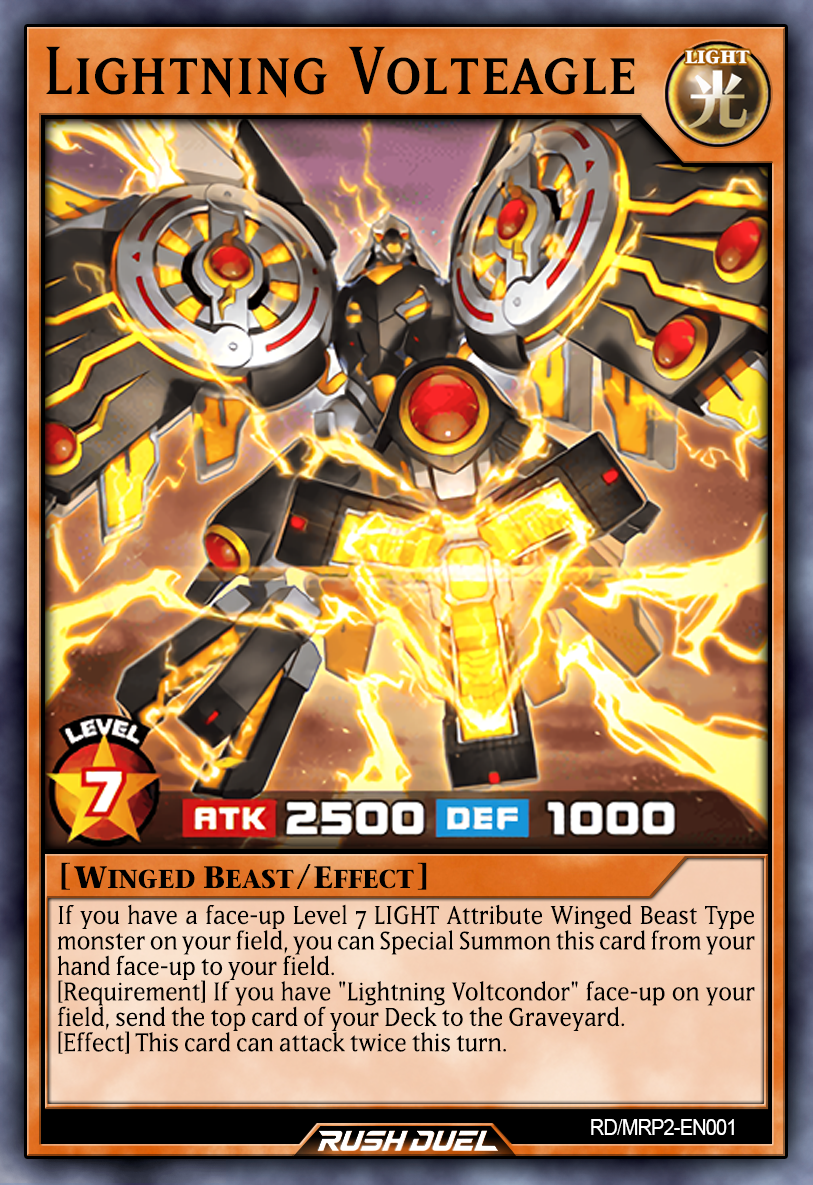 Lightning Volteagle
LIGHT
光
LEVEL
7
ATK 2500 DEF 1000
[Winged Beast/Effect]
If you have a face-up Level 7 LIGHT Attribute Winged Beast Type
monster on your field, you can Special Summon this card from your
hand face-up to your field.
[Requirement] If you have "Lightning Voltcondor" face-up on your
field, send the top card of your Deck to the Graveyard.
[Effect] This card can attack twice this turn.
RD/MRP2-EN001
RUSH DUEL